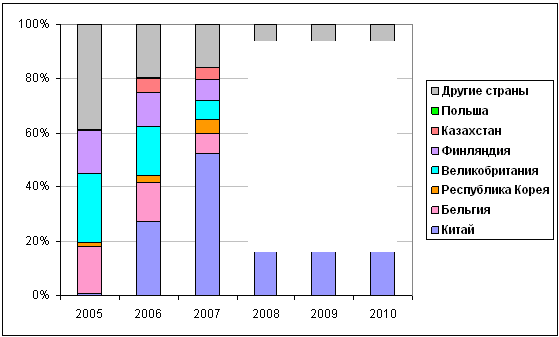 100%
80%
60%
40%
20%
0%
2005 2006 2007 2008 2009 2010
Другие страны
Польша
Казахстан
Финляндия
Великобритания
Республика Корея
Бельгия
Китай